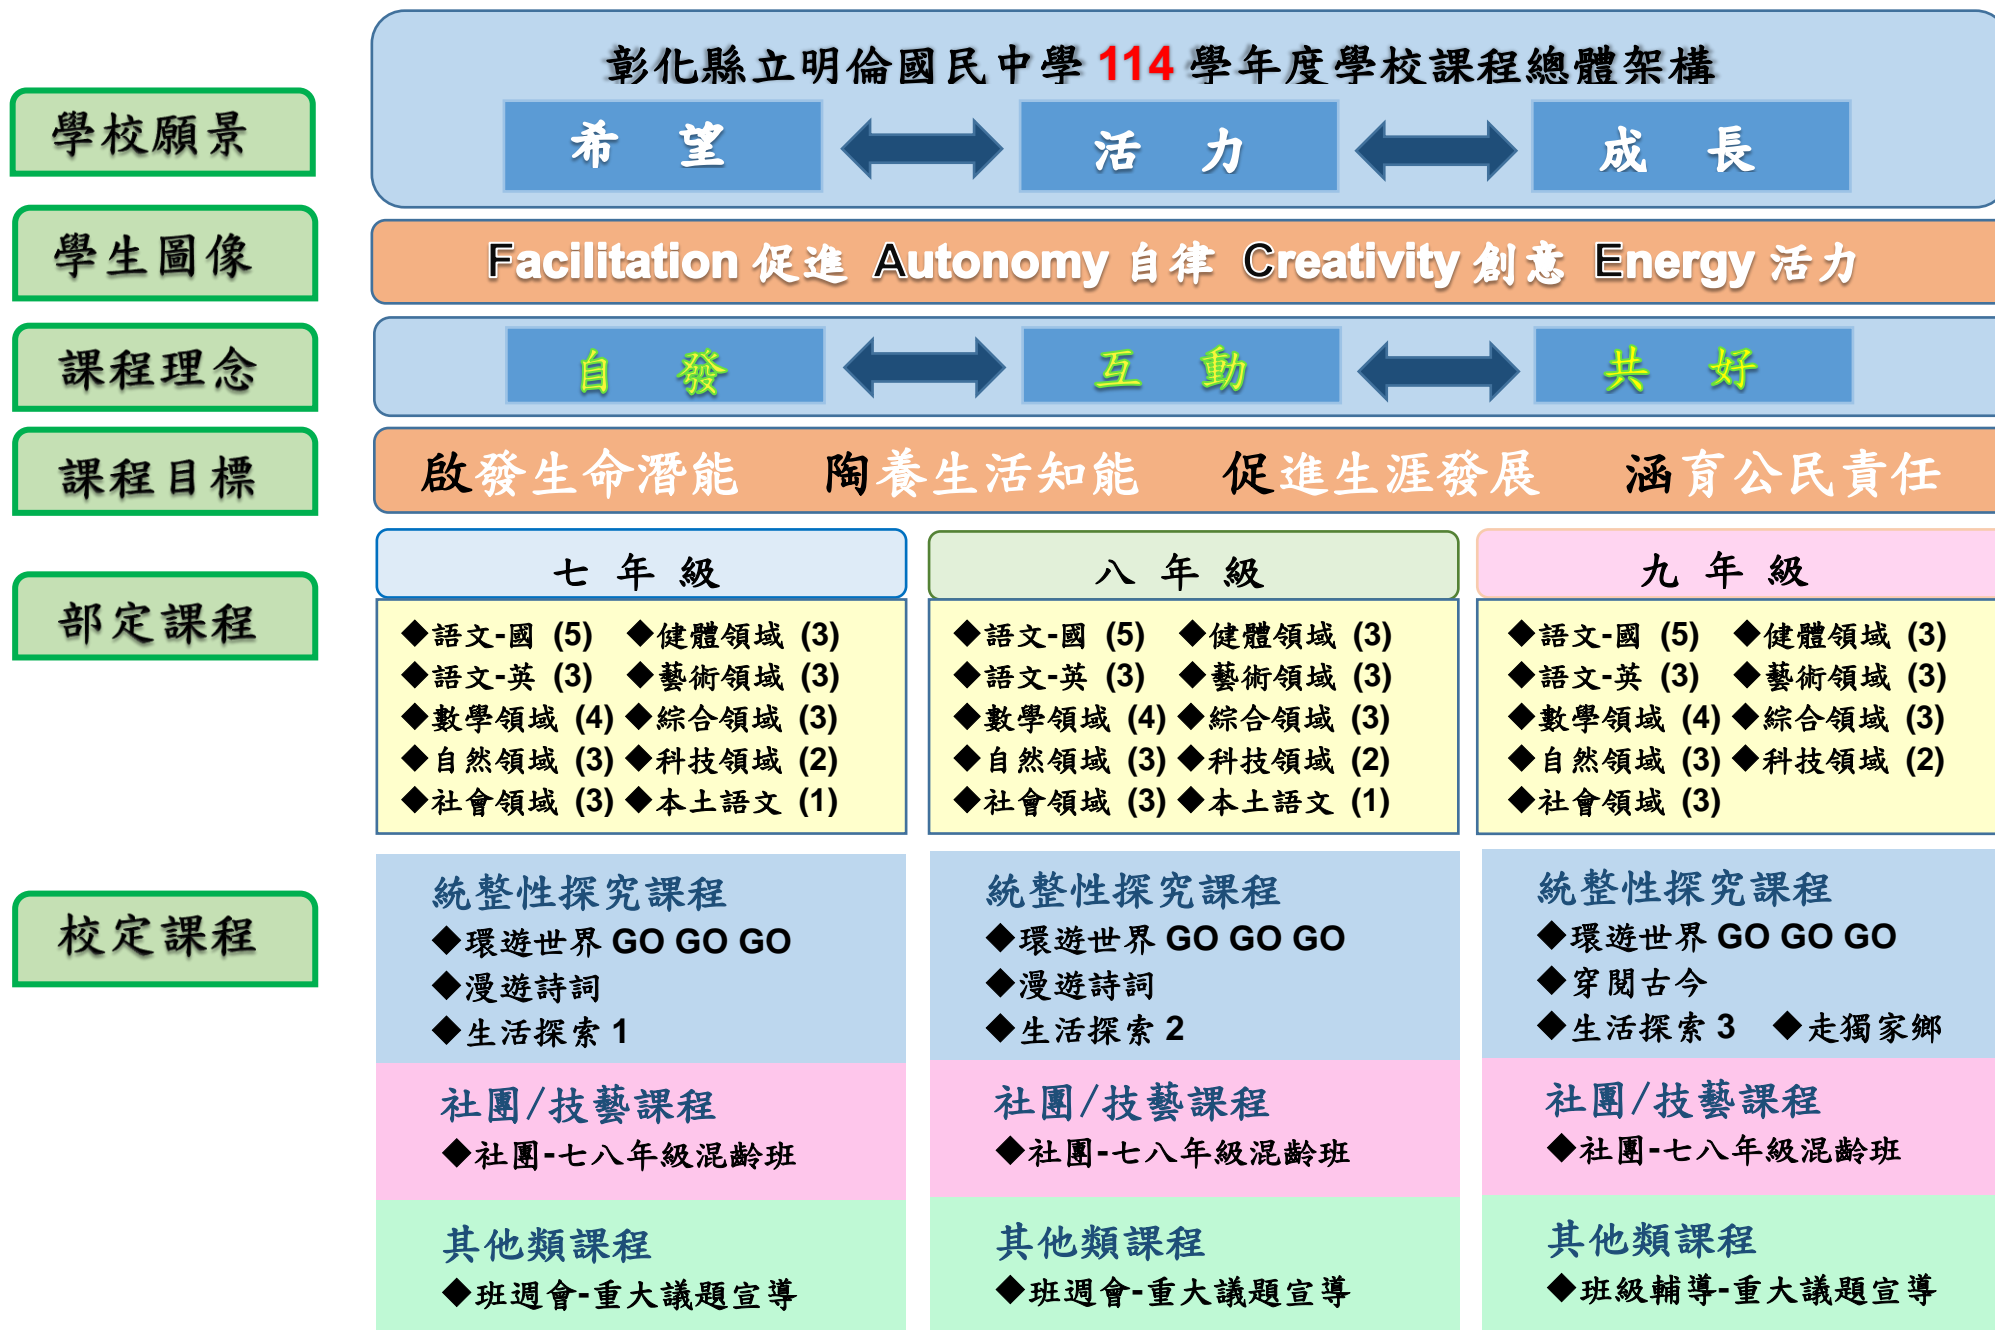 彰化縣立明倫國民中學 114 學年度學校課程總體架構
學校願景
希 望
活 力
成 長
學生圖像
Facilitation 促進 Autonomy 自律 Creativity 創意 Energy 活力
課程理念
自 發
互 動
共 好
課程目標
啟發生命潛能 陶養生活知能 促進生涯發展 涵育公民責任
部定課程
七 年 級
◆語文-國 (5) ◆健體領域 (3)
◆語文-英 (3) ◆藝術領域 (3)
◆數學領域 (4) ◆綜合領域 (3)
◆自然領域 (3) ◆科技領域 (2)
◆社會領域 (3) ◆本土語文 (1)
八 年 級
◆語文-國 (5) ◆健體領域 (3)
◆語文-英 (3) ◆藝術領域 (3)
◆數學領域 (4) ◆綜合領域 (3)
◆自然領域 (3) ◆科技領域 (2)
◆社會領域 (3) ◆本土語文 (1)
九 年 級
◆語文-國 (5) ◆健體領域 (3)
◆語文-英 (3) ◆藝術領域 (3)
◆數學領域 (4) ◆綜合領域 (3)
◆自然領域 (3) ◆科技領域 (2)
◆社會領域 (3)
校定課程
統整性探究課程
◆環遊世界 GO GO GO
◆漫遊詩詞
◆生活探索 1
社團/技藝課程
◆社團-七八年級混齡班
其他類課程
◆班週會-重大議題宣導
統整性探究課程
◆環遊世界 GO GO GO
◆漫遊詩詞
◆生活探索 2
社團/技藝課程
◆社團-七八年級混齡班
其他類課程
◆班週會-重大議題宣導
統整性探究課程
◆環遊世界 GO GO GO
◆穿閱古今
◆生活探索 3 ◆走獨家鄉
社團/技藝課程
◆社團-七八年級混齡班
其他類課程
◆班級輔導-重大議題宣導